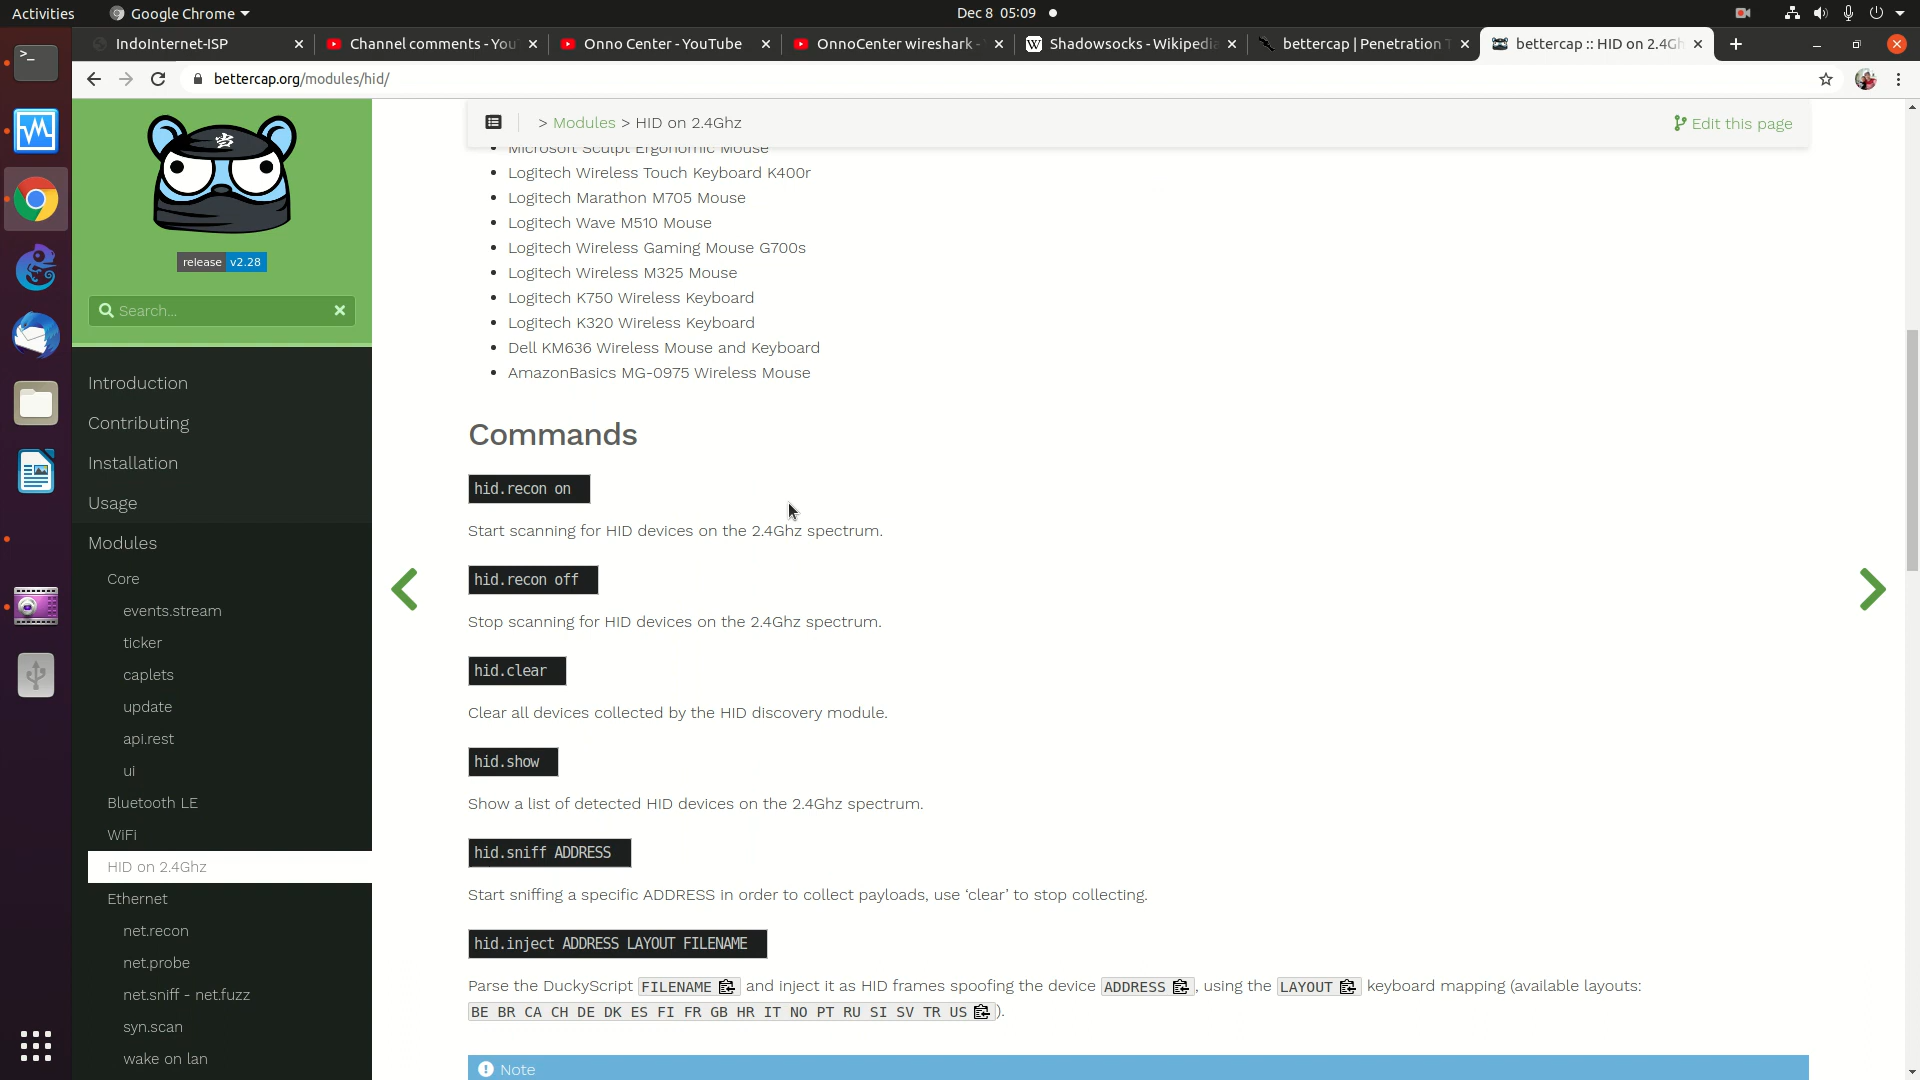 Activities
Google Chrome
Dec 8 05:09
IndoInternet-ISP
Channel comments - You
Onno Center - YouTube
OnnoCenter wireshark -
Shadowsocks - Wikipedi
bettercap | Penetration T
bettercap :: HID on 2.4Gh
bettercap.org/modules/hid/
release v2.28
Search...
Introduction
Contributing
Installation
Usage
Modules
Core
events.stream
ticker
caplets
update
api.rest
ui
Bluetooth LE
WiFi
HID on 2.4Ghz
Ethernet
net.recon
net.probe
net.sniff - net.fuzz
syn.scan
wake on lan
> Modules > HID on 2.4Ghz
Edit this page
Microsoft Sculpt Ergonomic Mouse
Logitech Wireless Touch Keyboard K400r
Logitech Marathon M705 Mouse
Logitech Wave M510 Mouse
Logitech Wireless Gaming Mouse G700s
Logitech Wireless M325 Mouse
Logitech K750 Wireless Keyboard
Logitech K320 Wireless Keyboard
Dell KM636 Wireless Mouse and Keyboard
AmazonBasics MG-0975 Wireless Mouse
Commands
hid.recon on
Start scanning for HID devices on the 2.4Ghz spectrum.
hid.recon off
Stop scanning for HID devices on the 2.4Ghz spectrum.
hid.clear
Clear all devices collected by the HID discovery module.
hid.show
Show a list of detected HID devices on the 2.4Ghz spectrum.
hid.sniff ADDRESS
Start sniffing a specific ADDRESS in order to collect payloads, use ‘clear’ to stop collecting.
hid.inject ADDRESS LAYOUT FILENAME
Parse the DuckyScript FILENAME and inject it as HID frames spoofing the device ADDRESS, using the LAYOUT keyboard mapping (available layouts:
BE BR CA CH DE DK ES FI FR GB HR IT NO PT RU SI SV TR US ).
Note